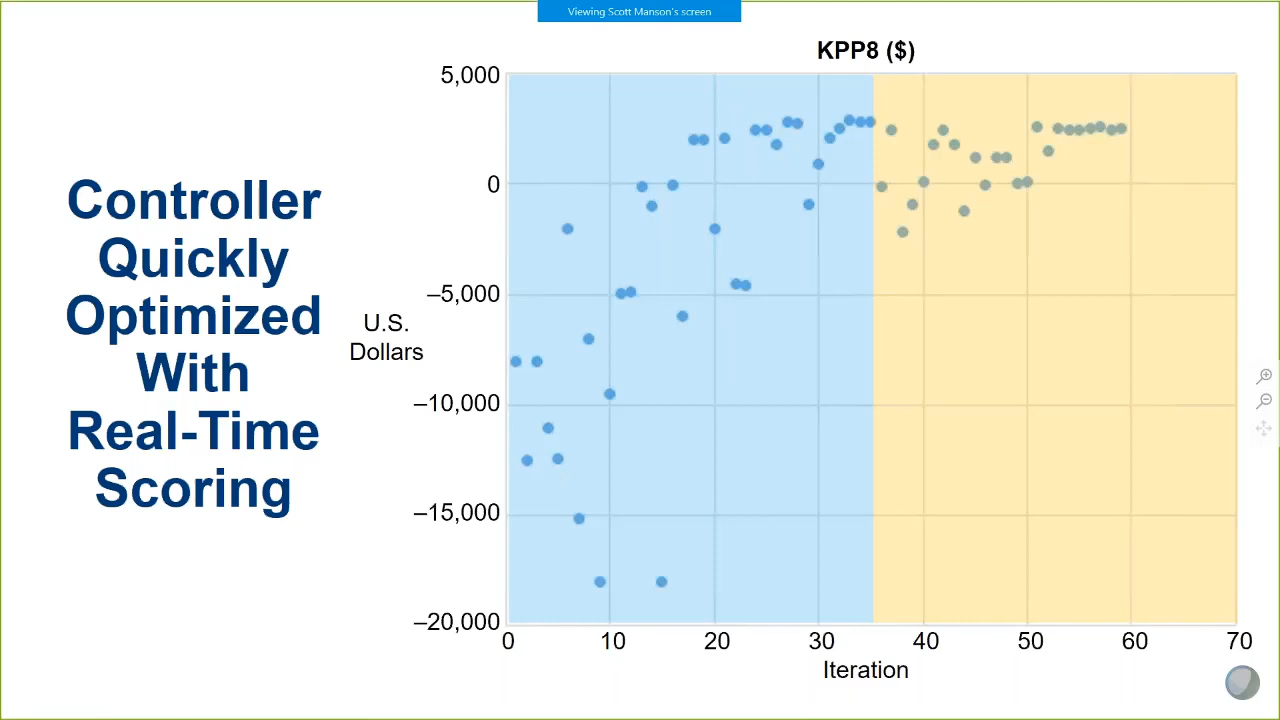 Viewing Scott Manson's screen
Controller
Quickly
Optimized
With
Real-Time
Scoring
KPP8 ($)
U.S.
Dollars
5,000
0
–5,000
–10,000
–15,000
–20,000
0 10 20 30 40 50 60 70
Iteration